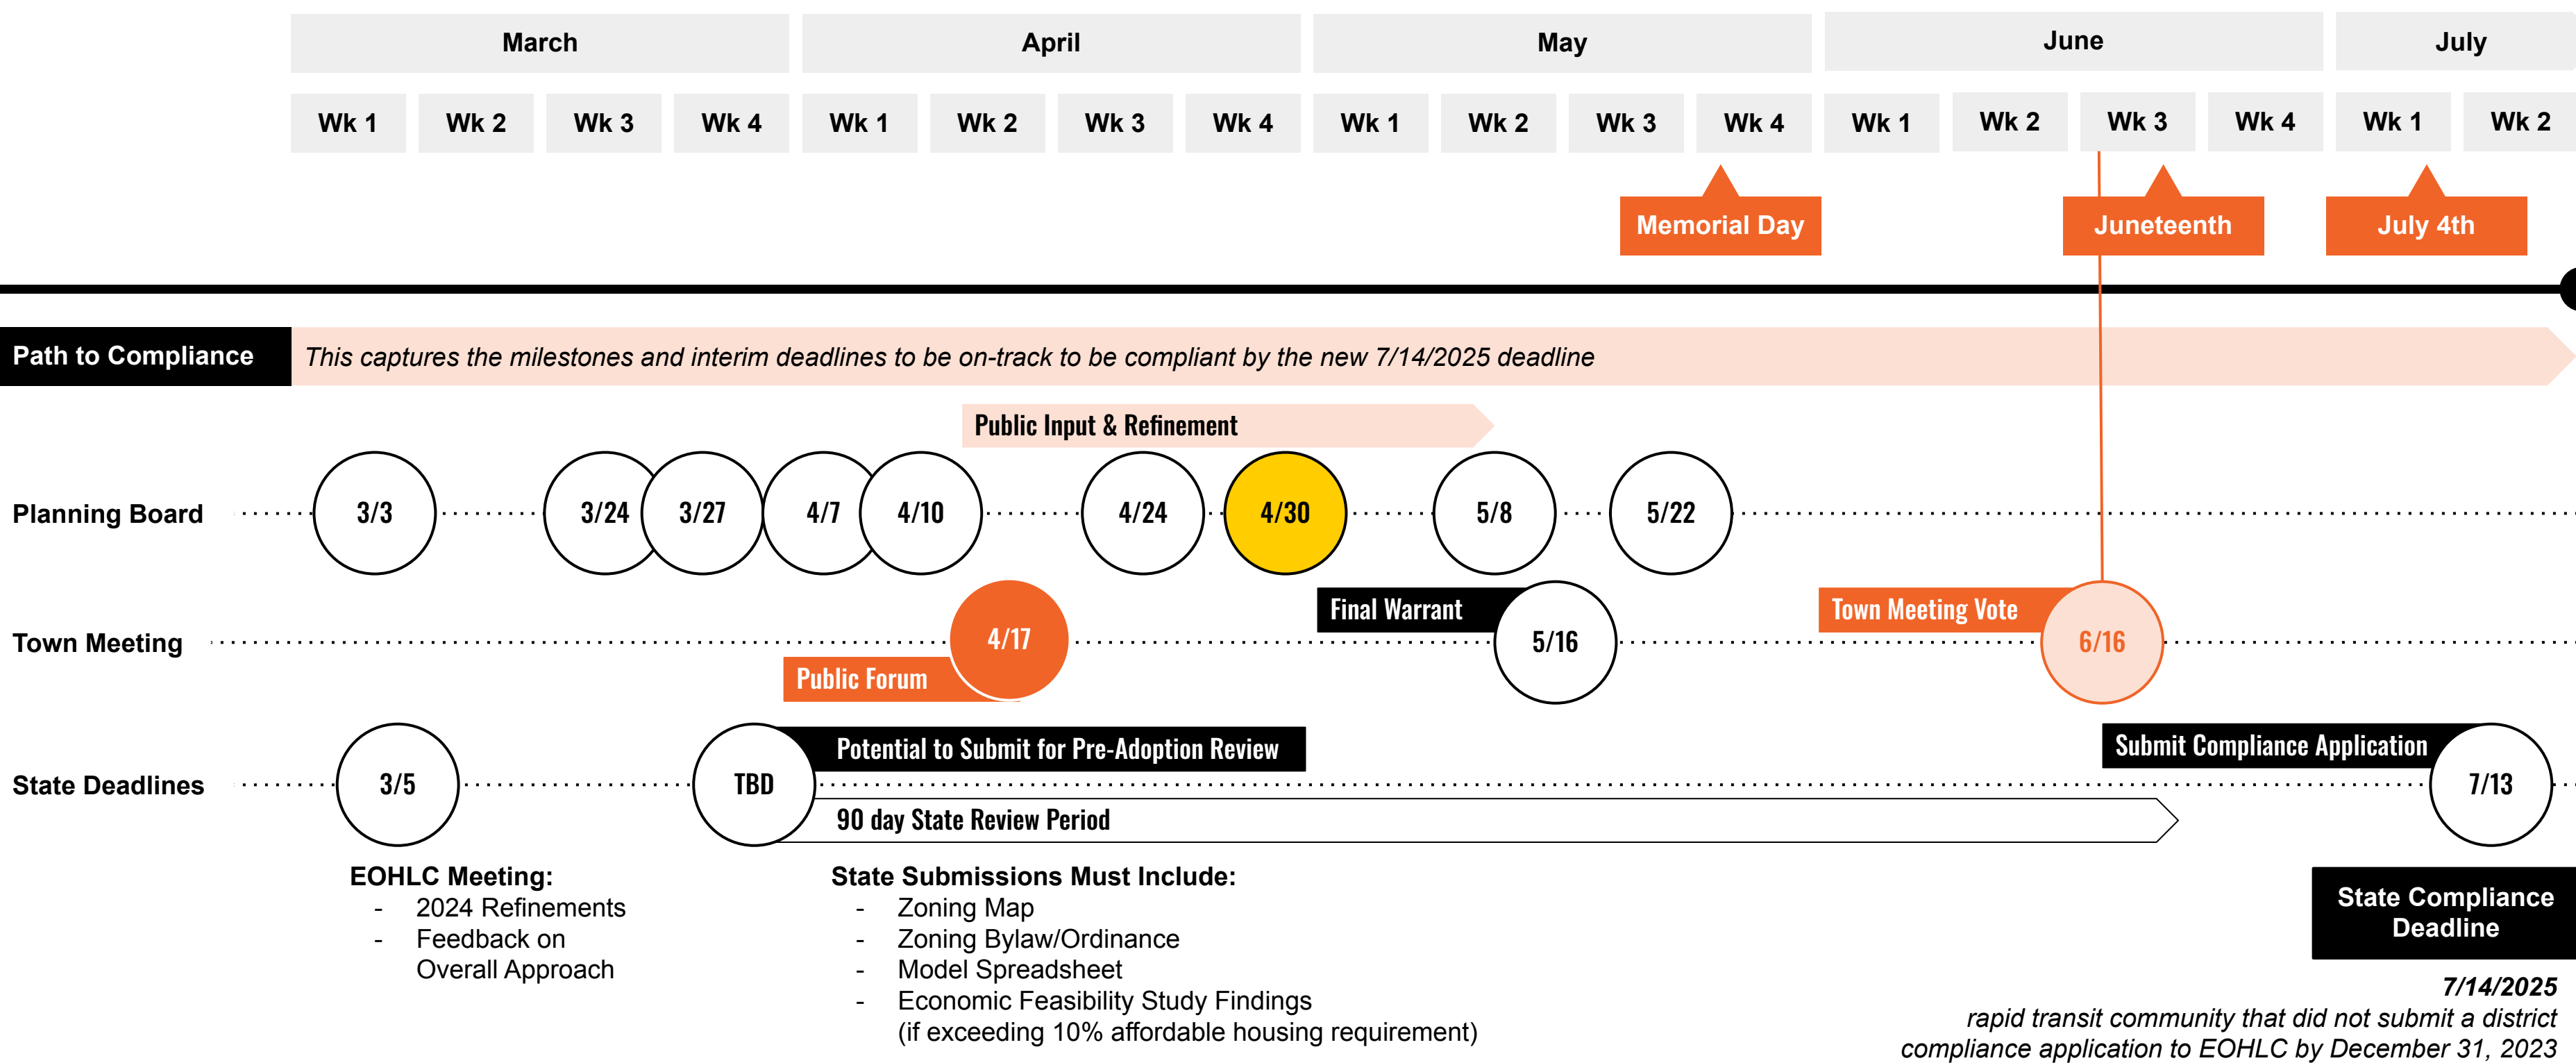 March April May June July
Wk 1 Wk 2 Wk 3 Wk 4 Wk 1 Wk 2 Wk 3 Wk 4 Wk 1 Wk 2 Wk 3 Wk 4 Wk 1 Wk 2 Wk 3 Wk 4 Wk 1 Wk 2
Memorial Day Juneteenth July 4th
Path to Compliance This captures the milestones and interim deadlines to be on-track to be compliant by the new 7/14/2025 deadline
Public Input & Refinement
Planning Board 3/3 3/24 3/27 4/7 4/10 4/24 4/30 5/8 5/22
Final Warrant Town Meeting Vote
Town Meeting 4/17 5/16 6/16
Public Forum
Potential to Submit for Pre-Adoption Review Submit Compliance Application
State Deadlines 3/5 TBD 7/13
90 day State Review Period
EOHLC Meeting:
- 2024 Refinements
- Feedback on
Overall Approach
State Submissions Must Include:
- Zoning Map
- Zoning Bylaw/Ordinance
- Model Spreadsheet
- Economic Feasibility Study Findings
(if exceeding 10% affordable housing requirement)
State Compliance
Deadline
7/14/2025
rapid transit community that did not submit a district
compliance application to EOHLC by December 31, 2023